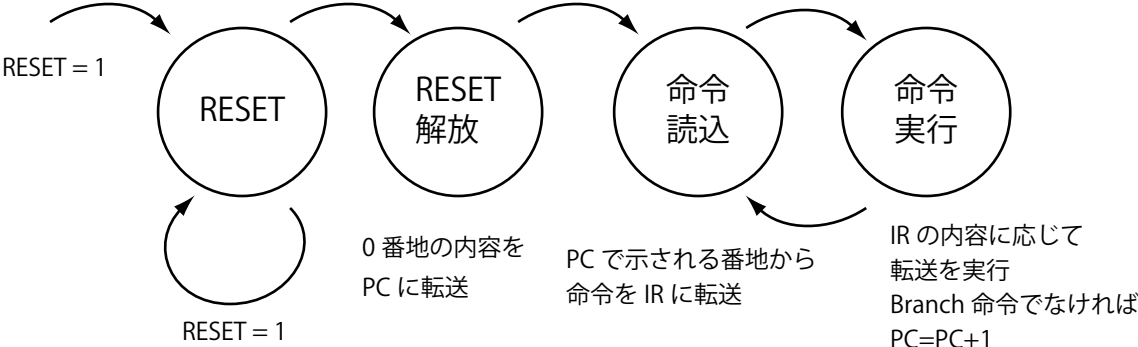 RESET = 1
RESET
RESET
解放
命令
読込
命令
実行
RESET = 1
0 番地の内容を
PC に転送
PC で示される番地から
命令を IR に転送
IR の内容に応じて
転送を実行
Branch 命令でなければ
PC=PC+1